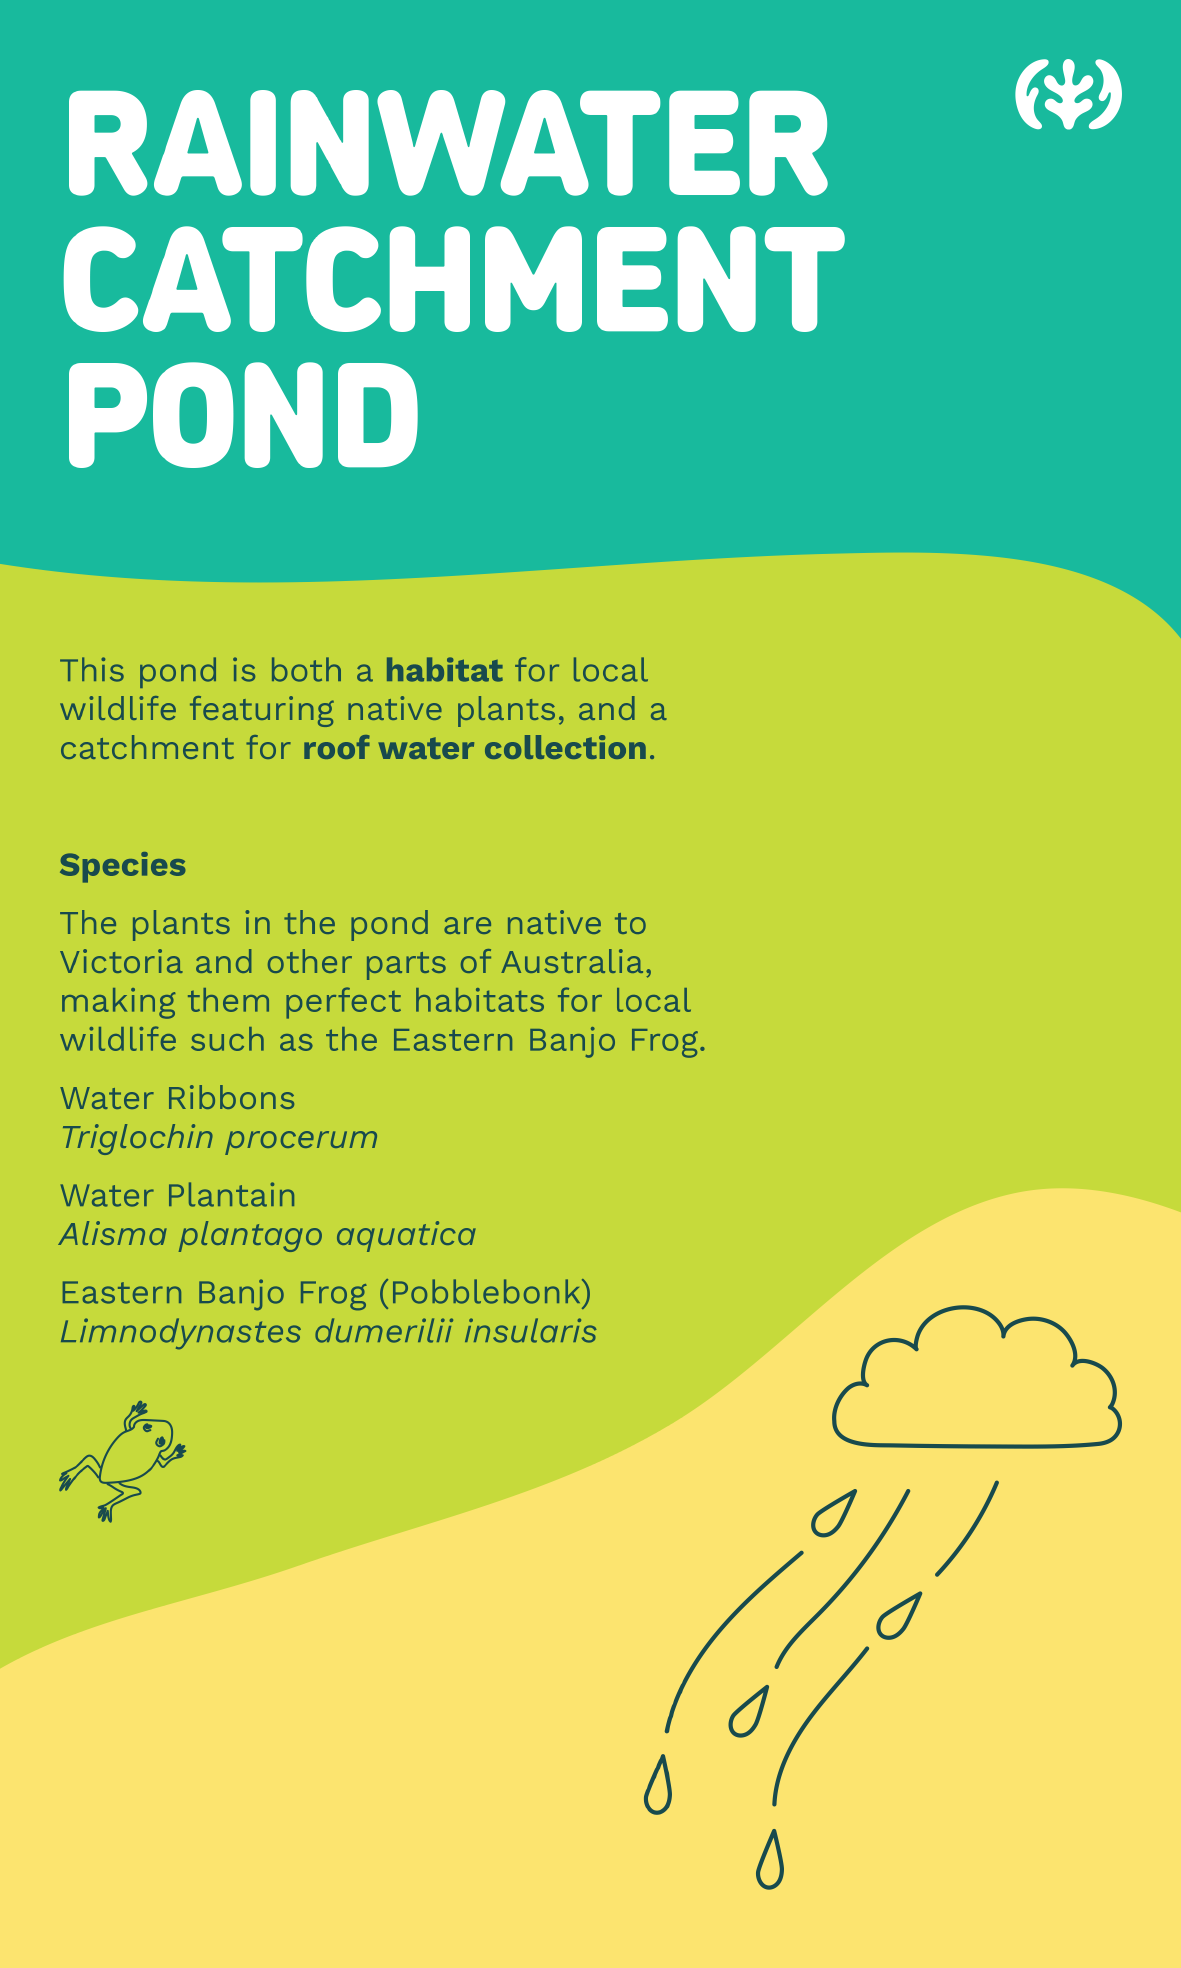 RAINWATER
CATCHMENT
POND
This pond is both a habitat for local
wildlife featuring native plants, and a
catchment for roof water collection.
Species
The plants in the pond are native to
Victoria and other parts of Australia,
making them perfect habitats for local
wildlife such as the Eastern Banjo Frog.
Water Ribbons
Triglochin procerum
Water Plantain
Alisma plantago aquatica
Eastern Banjo Frog (Pobblebonk)
Limnodynastes dumerilii insularis